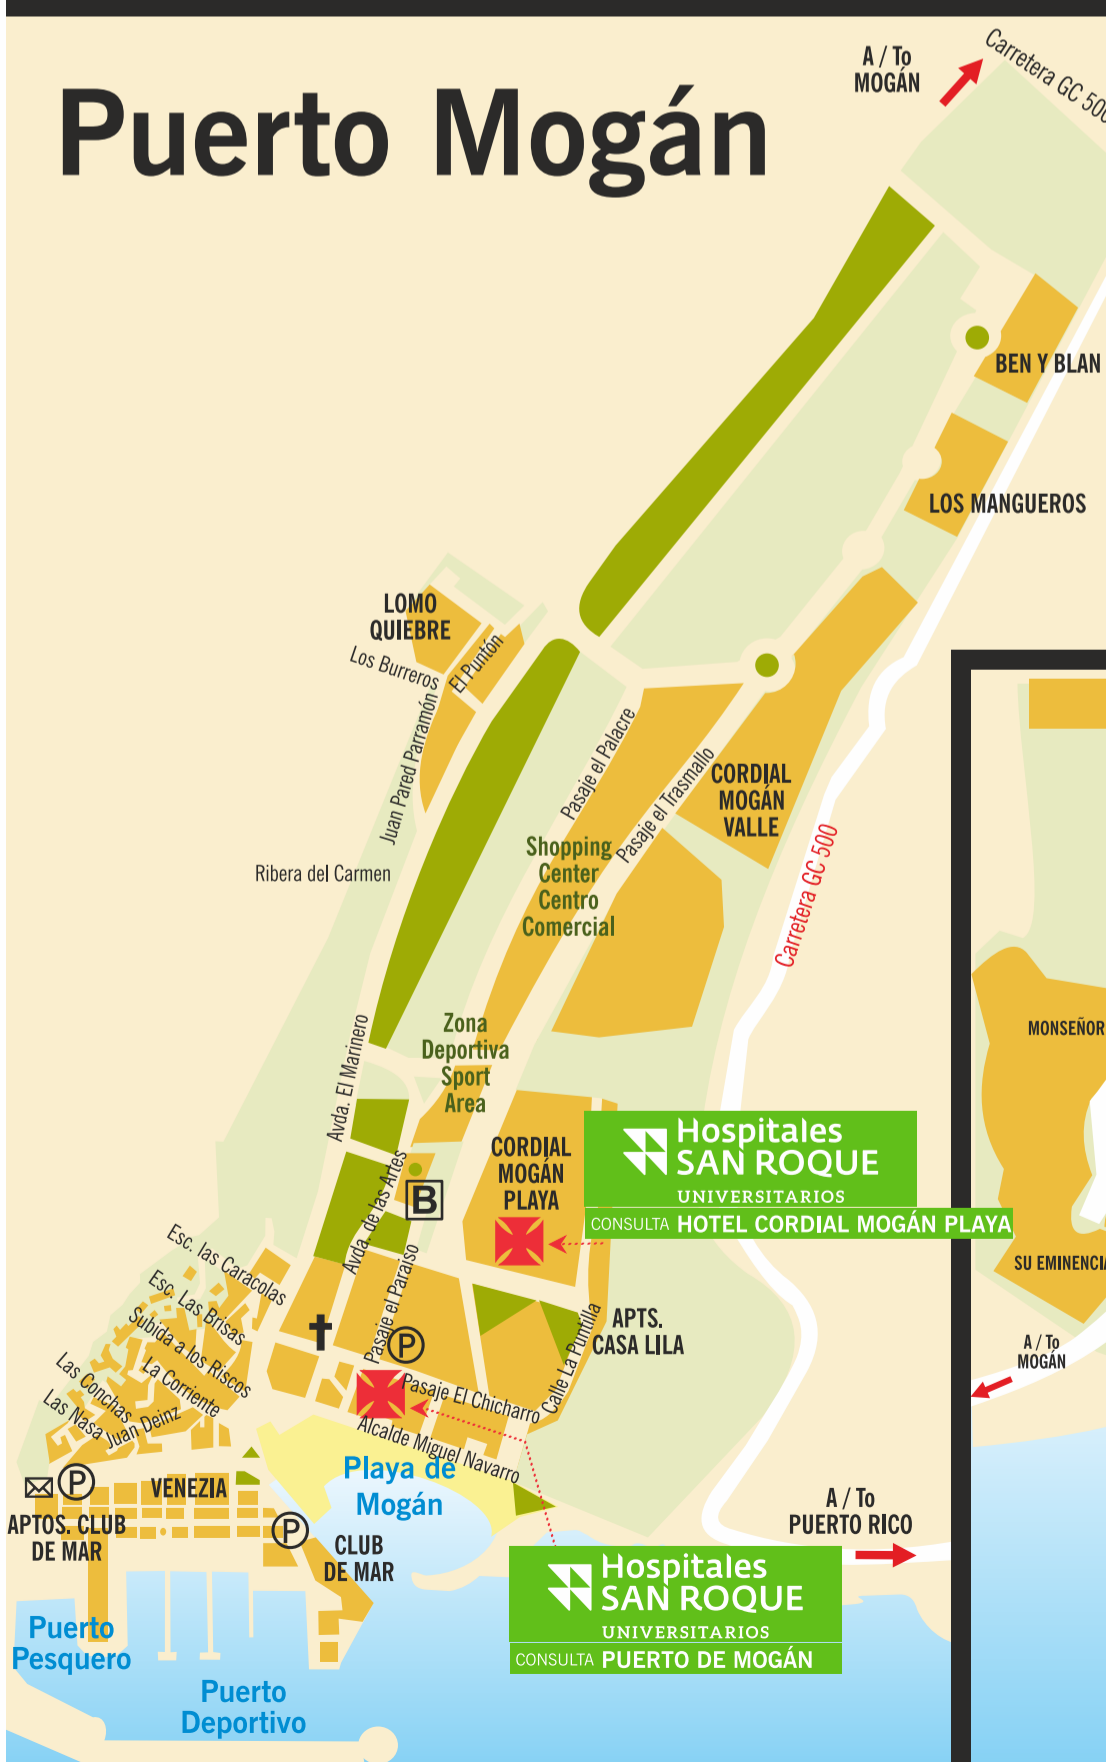 Puerto Mogán
A / To
MOGÁN
Carretera GC 500
BEN Y BLAN
LOS MANGUEROS
LOMO
QUIEBRE
Los Burreros
El Puntón
Juan Pared Parramón
Pasaje el Palacre
Pasaje el Trasmallo
CORDIAL
MOGÁN
VALLE
Shopping
Center
Centro
Comercial
Ribera del Carmen
Carretera GC 500
Zona
Deportiva
Sport
Area
Avda. El Marinero
MONSEÑOR
CORDIAL
MOGÁN
PLAYA
Hospitales
SAN ROQUE
UNIVERSITARIOS
CONSULTA HOTEL CORDIAL MOGÁN PLAYA
Avda. de las Artes
B
Pasaje el Paraiso
SU EMINENCIA
Esc. las Caracolas
Esc. Las Brisas
Subida a los Riscos
La Corriente
Las Conchas
Las Nasa
Juan Deinz
P
APTS.
CASA LILA
Calle La Puntilla
A / To
MOGÁN
Pasaje El Chicharro
Alcalde Miguel Navarro
Playa de
Mogán
P
VENEZIA
APTOS. CLUB
DE MAR
P
CLUB
DE MAR
A / To
PUERTO RICO
Hospitales
SAN ROQUE
UNIVERSITARIOS
CONSULTA PUERTO DE MOGÁN
Puerto
Pesquero
Puerto
Deportivo